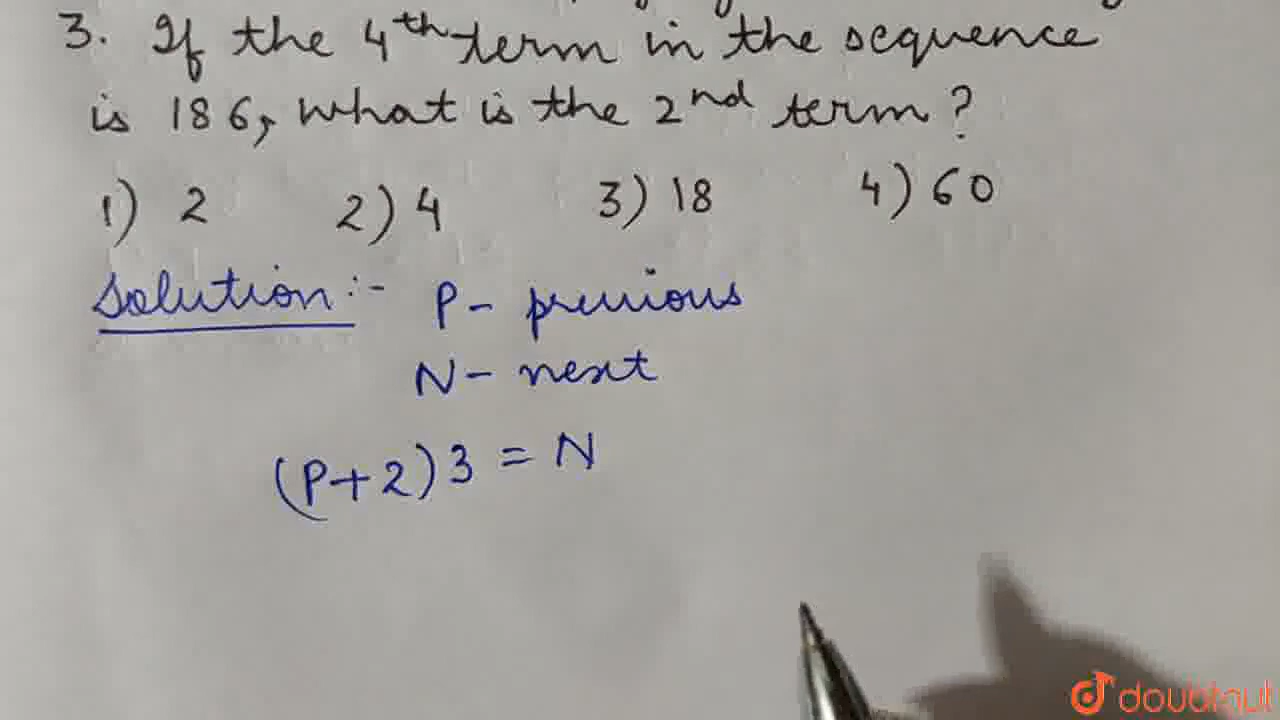 3. If the 4th term in the sequence
is 186, what is the 2nd term?
1) 2 2) 4 3) 18 4) 60
Solution:- P - previous
N - next
(P+2)3 = N
doubtnut